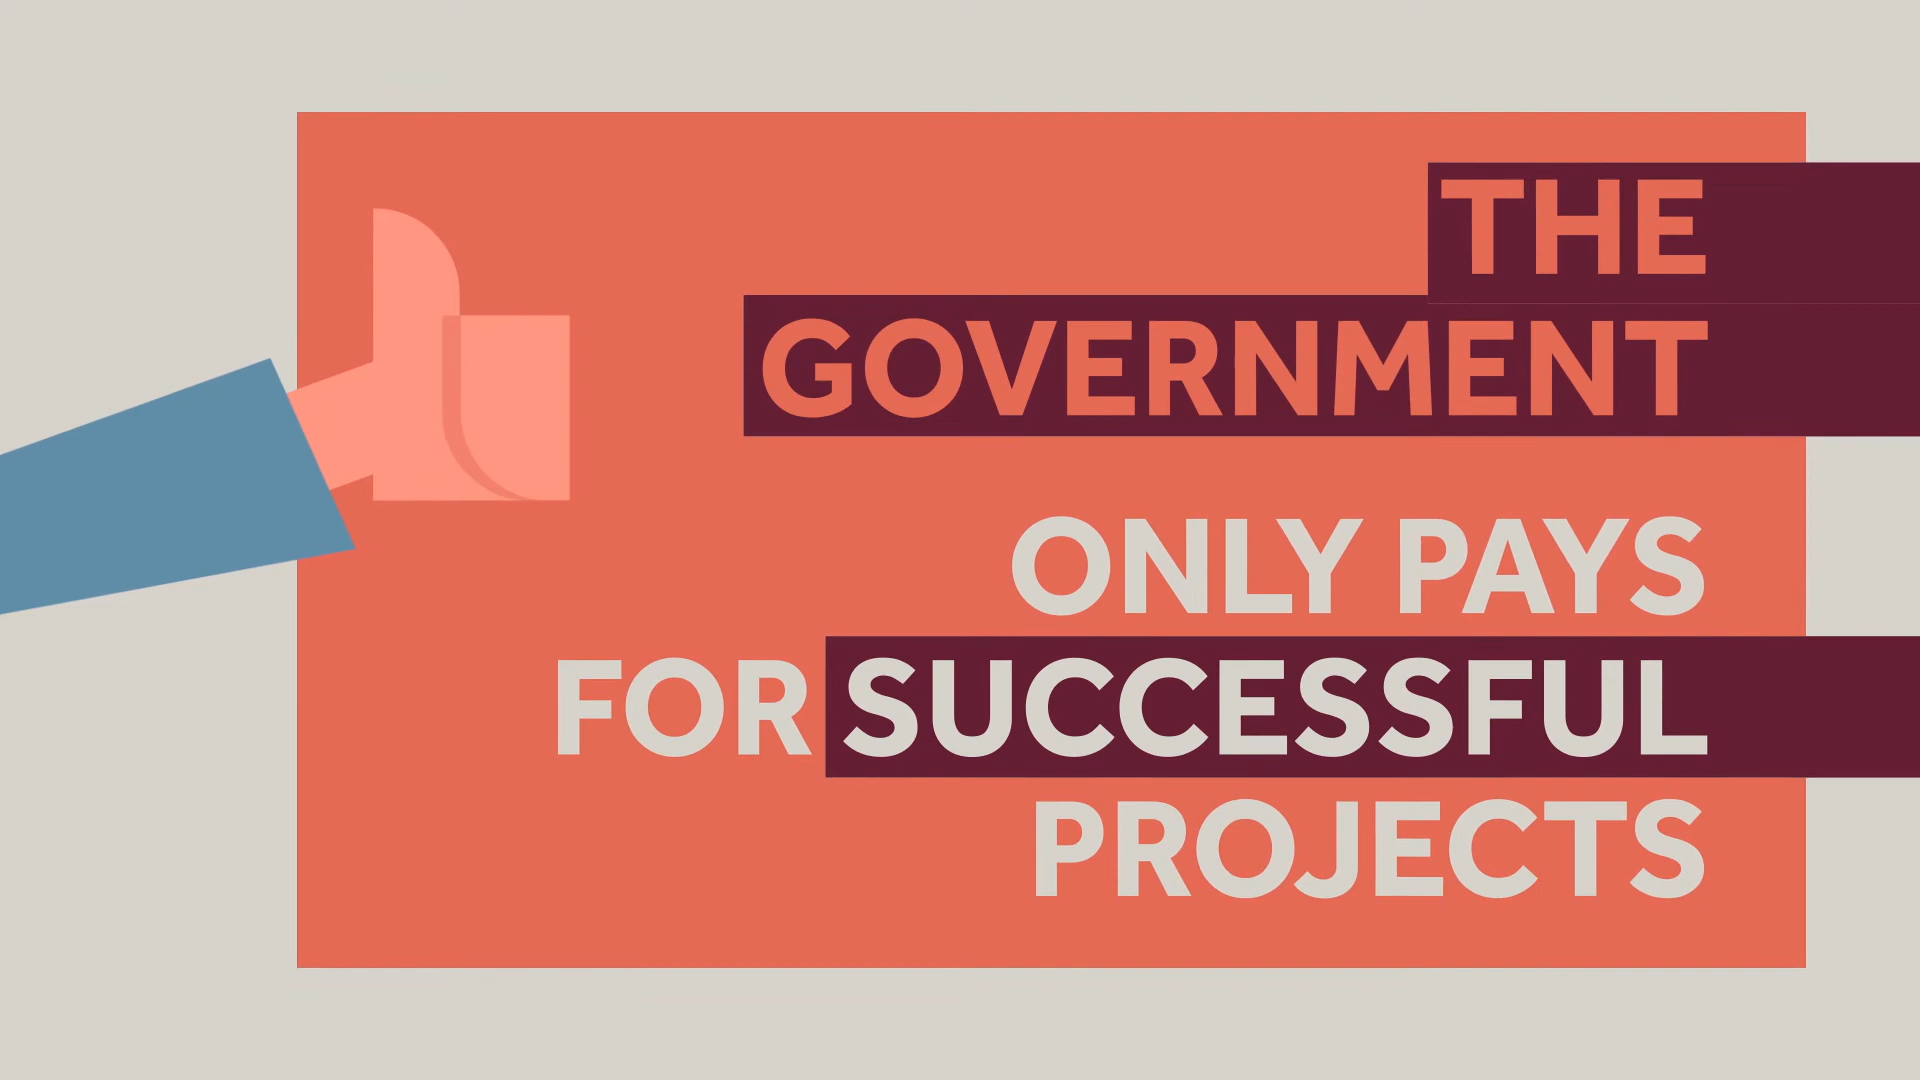 THE
GOVERNMENT
ONLY PAYS
FOR SUCCESSFUL
PROJECTS